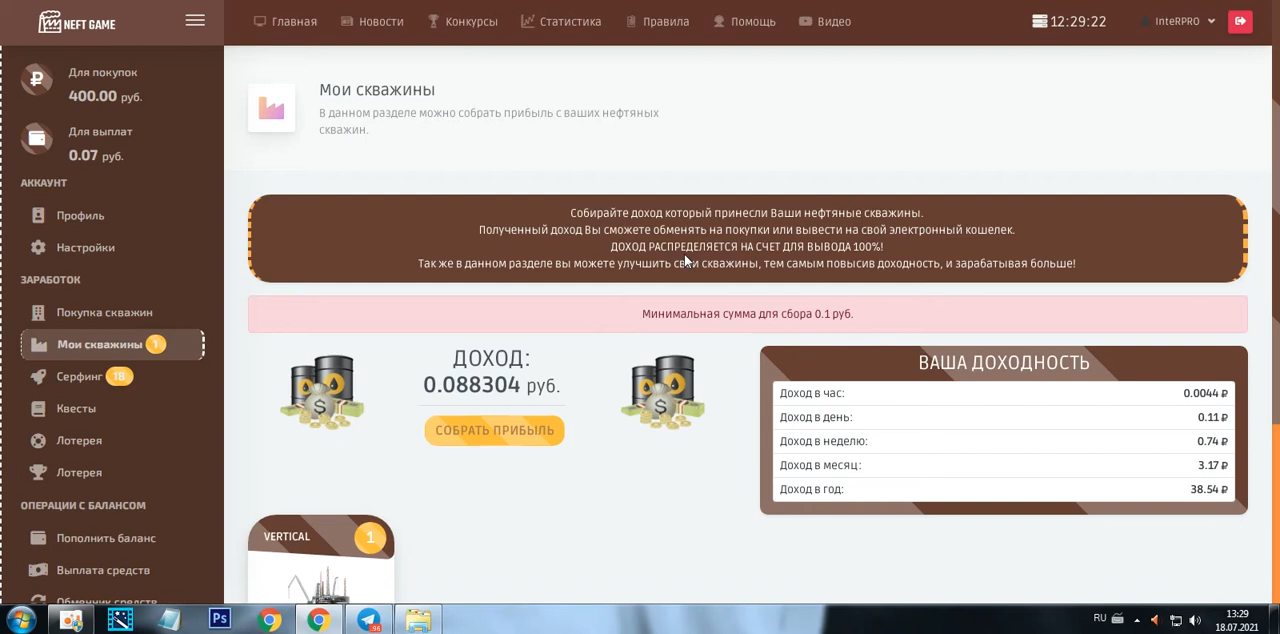 NEFT GAME
Главная
Новости
Конкурсы
Статистика
Правила
Помощь
Видео
12:29:22
InteRPRO
Для покупок
400.00 руб.
Для выплат
0.07 руб.
АККАУНТ
Профиль
Настройки
ЗАРАБОТОК
Покупка скважин
Мои скважины 1
Серфинг 18
Квесты
Лотерея
Лотерея
ОПЕРАЦИИ С БАЛАНСОМ
Пополнить баланс
Выплата средств
Обменник средств
Мои скважины
В данном разделе можно собрать прибыль с ваших нефтяных
скважин.
Собирайте доход который принесли Ваши нефтяные скважины.
Полученный доход Вы сможете обменять на покупки или вывести на свой электронный кошелек.
ДОХОД РАСПРЕДЕЛЯЕТСЯ НА СЧЕТ ДЛЯ ВЫВОДА 100%!
Так же в данном разделе вы можете улучшить свои скважины, тем самым повысив доходность, и зарабатывая больше!
Минимальная сумма для сбора 0.1 руб.
ДОХОД:
0.088304 руб.
СОБРАТЬ ПРИБЫЛЬ
ВАША ДОХОДНОСТЬ
Доход в час: 0.0044 ₽
Доход в день: 0.11 ₽
Доход в неделю: 0.74 ₽
Доход в месяц: 3.17 ₽
Доход в год: 38.54 ₽
VERTICAL 1
Ps
96
RU
13:29
18.07.2021